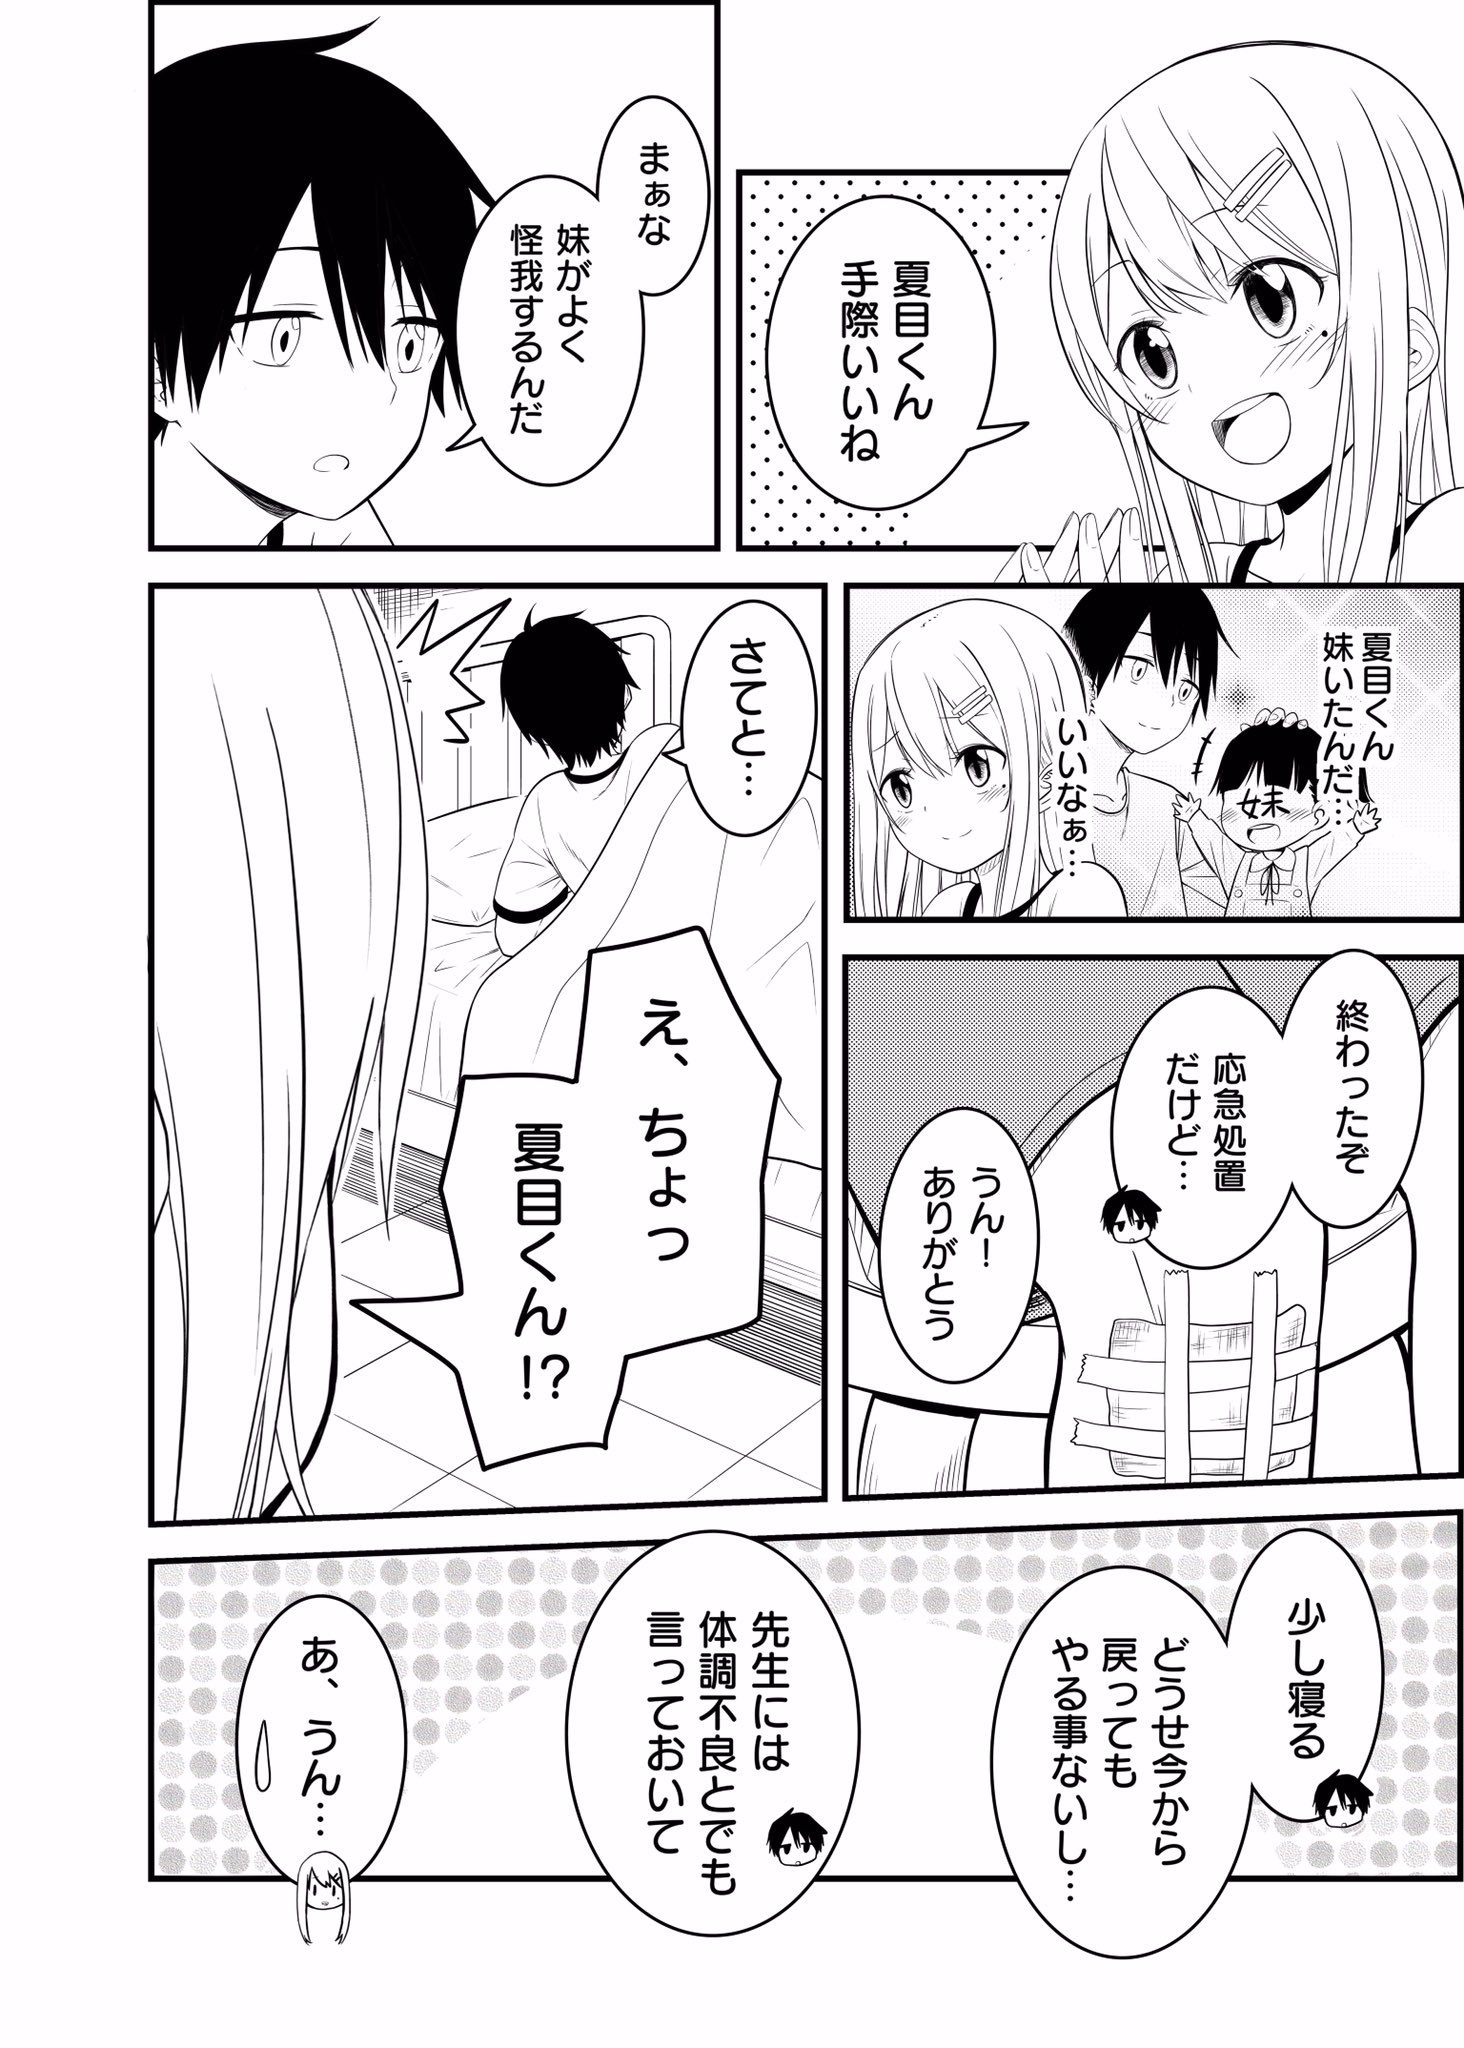 夏目くん
手際いいね
まぁな
妹がよく
怪我するんだ
夏目くん
妹いたんだ…
妹
いいなぁ…
終わったぞ
応急処置
だけど…
うん！
ありがとう
さてと…
え、ちょっ
夏目くん!?
少し寝る
どうせ今から
戻っても
やる事ないし…
先生には
体調不良とでも
言っておいて
あ、うん…